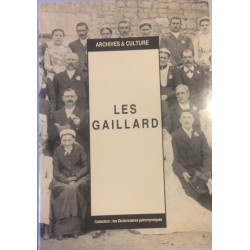 ARCHIVES & CULTURE
LES
GAILLARD
Collection : les Dictionnaires patronymiques